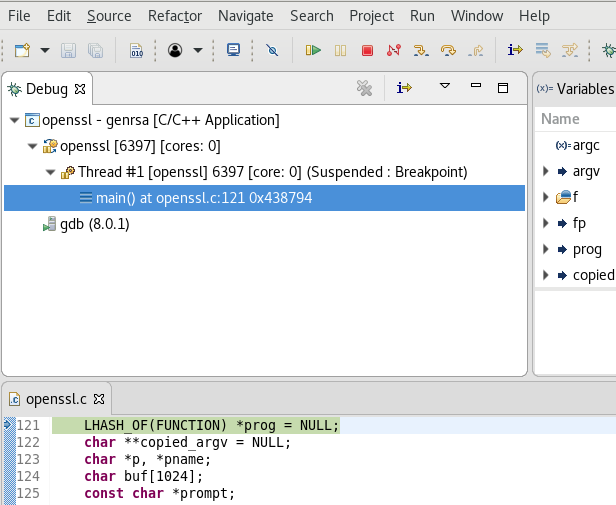 File Edit Source Refactor Navigate Search Project Run Window Help
Debug
openssl - genrsa [C/C++ Application]
openssl [6397] [cores: 0]
Thread #1 [openssl] 6397 [core: 0] (Suspended : Breakpoint)
main() at openssl.c:121 0x438794
gdb (8.0.1)
(x)= Variables
Name
(x)= argc
argv
f
fp
prog
copied
openssl.c
121 LHASH_OF(FUNCTION) *prog = NULL;
122 char **copied_argv = NULL;
123 char *p, *pname;
124 char buf[1024];
125 const char *prompt;